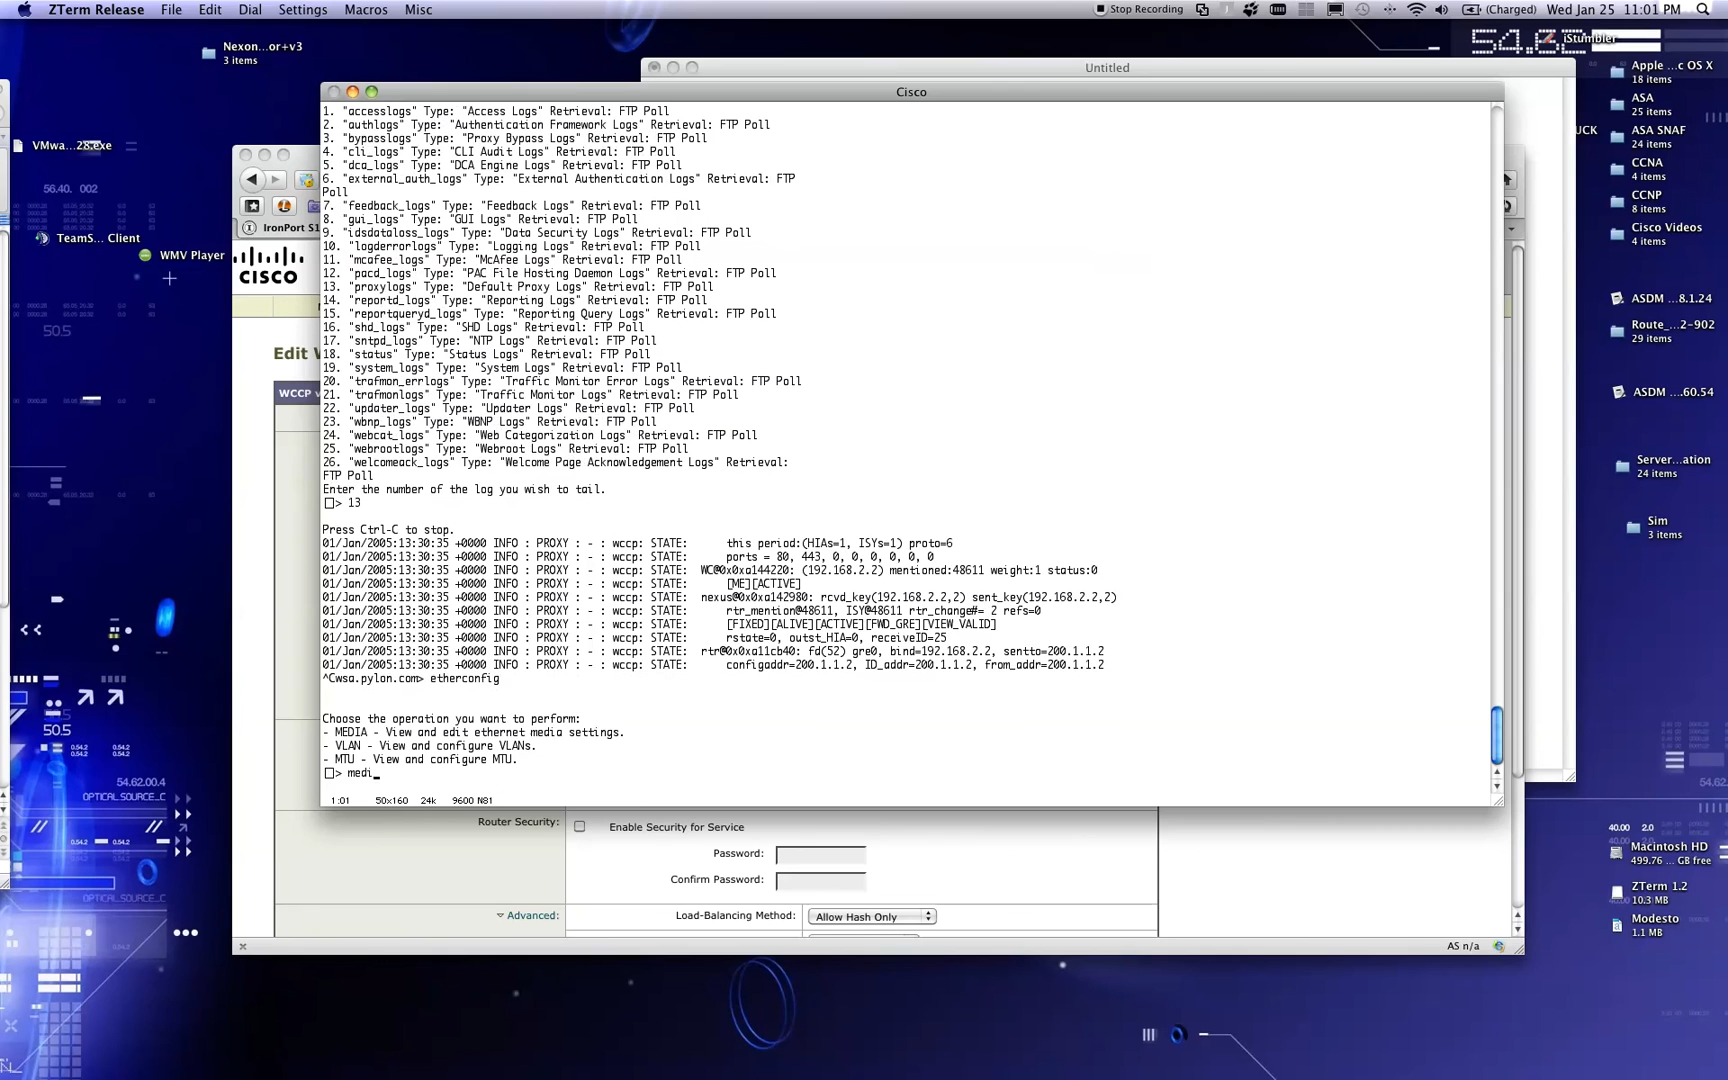 ZTerm Release File Edit Dial Settings Macros Misc
Stop Recording (Charged) Wed Jan 25 11:01 PM
Nexon...or+v3
3 items
iStumbler
Untitled
Cisco
1. "accesslogs" Type: "Access Logs" Retrieval: FTP Poll
2. "authlogs" Type: "Authentication Framework Logs" Retrieval: FTP Poll
3. "bypasslogs" Type: "Proxy Bypass Logs" Retrieval: FTP Poll
4. "cli_logs" Type: "CLI Audit Logs" Retrieval: FTP Poll
5. "dca_logs" Type: "DCA Engine Logs" Retrieval: FTP Poll
6. "external_auth_logs" Type: "External Authentication Logs" Retrieval: FTP
Poll
7. "feedback_logs" Type: "Feedback Logs" Retrieval: FTP Poll
8. "gui_logs" Type: "GUI Logs" Retrieval: FTP Poll
9. "idsdataloss_logs" Type: "Data Security Logs" Retrieval: FTP Poll
10. "logderrorlogs" Type: "Logging Logs" Retrieval: FTP Poll
11. "mcafee_logs" Type: "McAfee Logs" Retrieval: FTP Poll
12. "pacd_logs" Type: "PAC File Hosting Daemon Logs" Retrieval: FTP Poll
13. "proxylogs" Type: "Default Proxy Logs" Retrieval: FTP Poll
14. "reportd_logs" Type: "Reporting Logs" Retrieval: FTP Poll
15. "reportqueryd_logs" Type: "Reporting Query Logs" Retrieval: FTP Poll
16. "shd_logs" Type: "SHD Logs" Retrieval: FTP Poll
17. "sntpd_logs" Type: "NTP Logs" Retrieval: FTP Poll
18. "status" Type: "Status Logs" Retrieval: FTP Poll
19. "system_logs" Type: "System Logs" Retrieval: FTP Poll
20. "trafmon_errlogs" Type: "Traffic Monitor Error Logs" Retrieval: FTP Poll
21. "trafmonlogs" Type: "Traffic Monitor Logs" Retrieval: FTP Poll
22. "updater_logs" Type: "Updater Logs" Retrieval: FTP Poll
23. "wbnp_logs" Type: "WBNP Logs" Retrieval: FTP Poll
24. "webcat_logs" Type: "Web Categorization Logs" Retrieval: FTP Poll
25. "webrootlogs" Type: "Webroot Logs" Retrieval: FTP Poll
26. "welcomeack_logs" Type: "Welcome Page Acknowledgement Logs" Retrieval:
FTP Poll
Enter the number of the log you wish to tail.
[]> 13
Press Ctrl-C to stop.
01/Jan/2005:13:30:35 +0000 INFO : PROXY : - : wccp: STATE: this period:(HIAs=1, ISYs=1) proto=6
01/Jan/2005:13:30:35 +0000 INFO : PROXY : - : wccp: STATE: ports = 80, 443, 0, 0, 0, 0, 0, 0
01/Jan/2005:13:30:35 +0000 INFO : PROXY : - : wccp: STATE: WC@0x0xa144220: (192.168.2.2) mentioned:48611 weight:1 status:0
01/Jan/2005:13:30:35 +0000 INFO : PROXY : - : wccp: STATE: [ME][ACTIVE]
01/Jan/2005:13:30:35 +0000 INFO : PROXY : - : wccp: STATE: nexus@0x0xa142980: rcvd_key(192.168.2.2,2) sent_key(192.168.2.2,2)
01/Jan/2005:13:30:35 +0000 INFO : PROXY : - : wccp: STATE: rtr_mention@48611, ISY@48611 rtr_change#= 2 refs=0
01/Jan/2005:13:30:35 +0000 INFO : PROXY : - : wccp: STATE: [FIXED][ALIVE][ACTIVE][FWD_GRE][VIEW_VALID]
01/Jan/2005:13:30:35 +0000 INFO : PROXY : - : wccp: STATE: rstate=0, outst_HIA=0, receiveID=25
01/Jan/2005:13:30:35 +0000 INFO : PROXY : - : wccp: STATE: rtr@0x0xa11cb40: fd(52) gre0, bind=192.168.2.2, sentto=200.1.1.2
01/Jan/2005:13:30:35 +0000 INFO : PROXY : - : wccp: STATE: configaddr=200.1.1.2, ID_addr=200.1.1.2, from_addr=200.1.1.2
^Cwsa.pylon.com> etherconfig
Choose the operation you want to perform:
- MEDIA - View and edit ethernet media settings.
- VLAN - View and configure VLANs.
- MTU - View and configure MTU.
[]> medi_
1:01 50x160 24k 9600 N81
VMwa...28.exe
56.40. 002
TeamS... Client
WMV Player
50.5
50.5
54.62.00.4
OPTICAL.SOURCE_C
OPTICAL.SOURCE_C
IronPort S1
CISCO
Edit W
WCCP v
Router Security: Enable Security for Service
Password:
Confirm Password:
Advanced: Load-Balancing Method: Allow Hash Only
AS n/a
Apple ...c OS X
18 items
ASA
25 items
UCK
ASA SNAF
24 items
CCNA
4 items
CCNP
8 items
Cisco Videos
4 items
ASDM ...8.1.24
Route_...2-902
29 items
ASDM ....60.54
Server...ation
24 items
Sim
3 items
40.00 2.0
Macintosh HD
499.76 ... GB free
ZTerm 1.2
10.3 MB
Modesto
1.1 MB